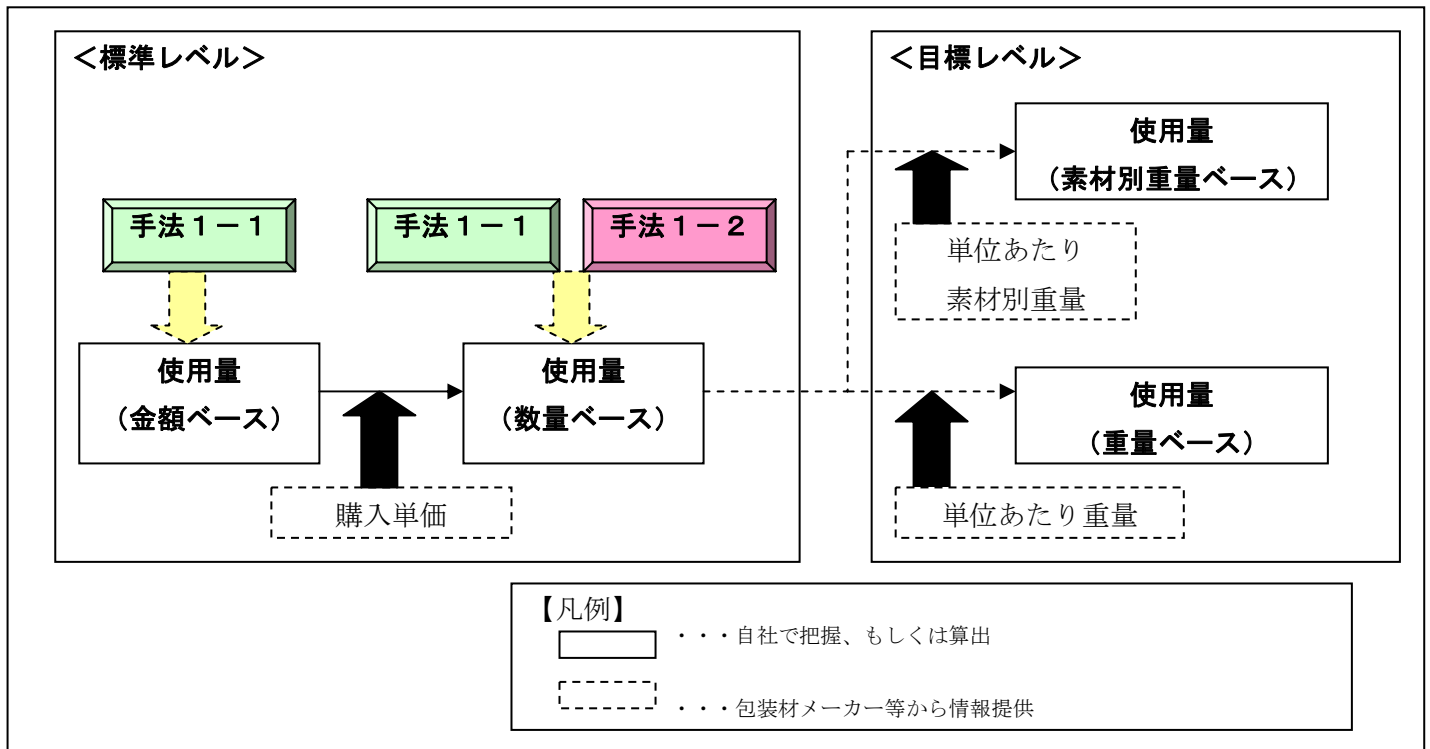 ＜標準レベル＞
手法１－１
手法１－１
手法１－２
使用量
（金額ベース）
使用量
（数量ベース）
購入単価
＜目標レベル＞
使用量
（素材別重量ベース）
単位あたり
素材別重量
使用量
（重量ベース）
単位あたり重量
【凡例】
・・・自社で把握、もしくは算出
・・・包装材メーカー等から情報提供